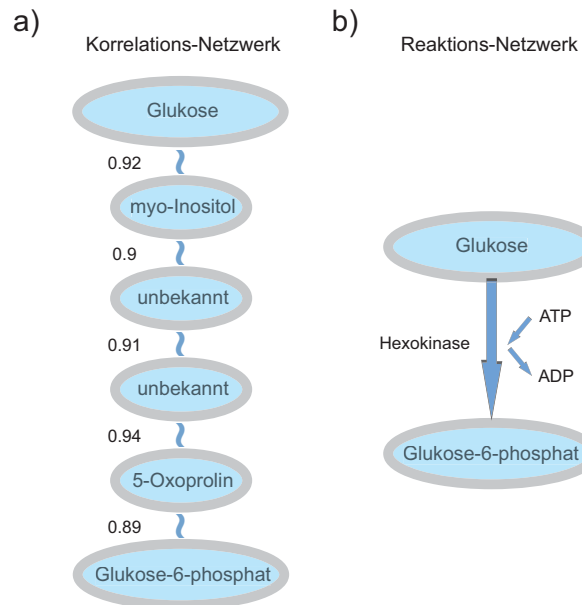 a)
Korrelations-Netzwerk
Glukose
0.92
myo-Inositol
0.9
unbekannt
0.91
unbekannt
0.94
5-Oxoprolin
0.89
Glukose-6-phosphat
b)
Reaktions-Netzwerk
Glukose
ATP
Hexokinase
ADP
Glukose-6-phosphat